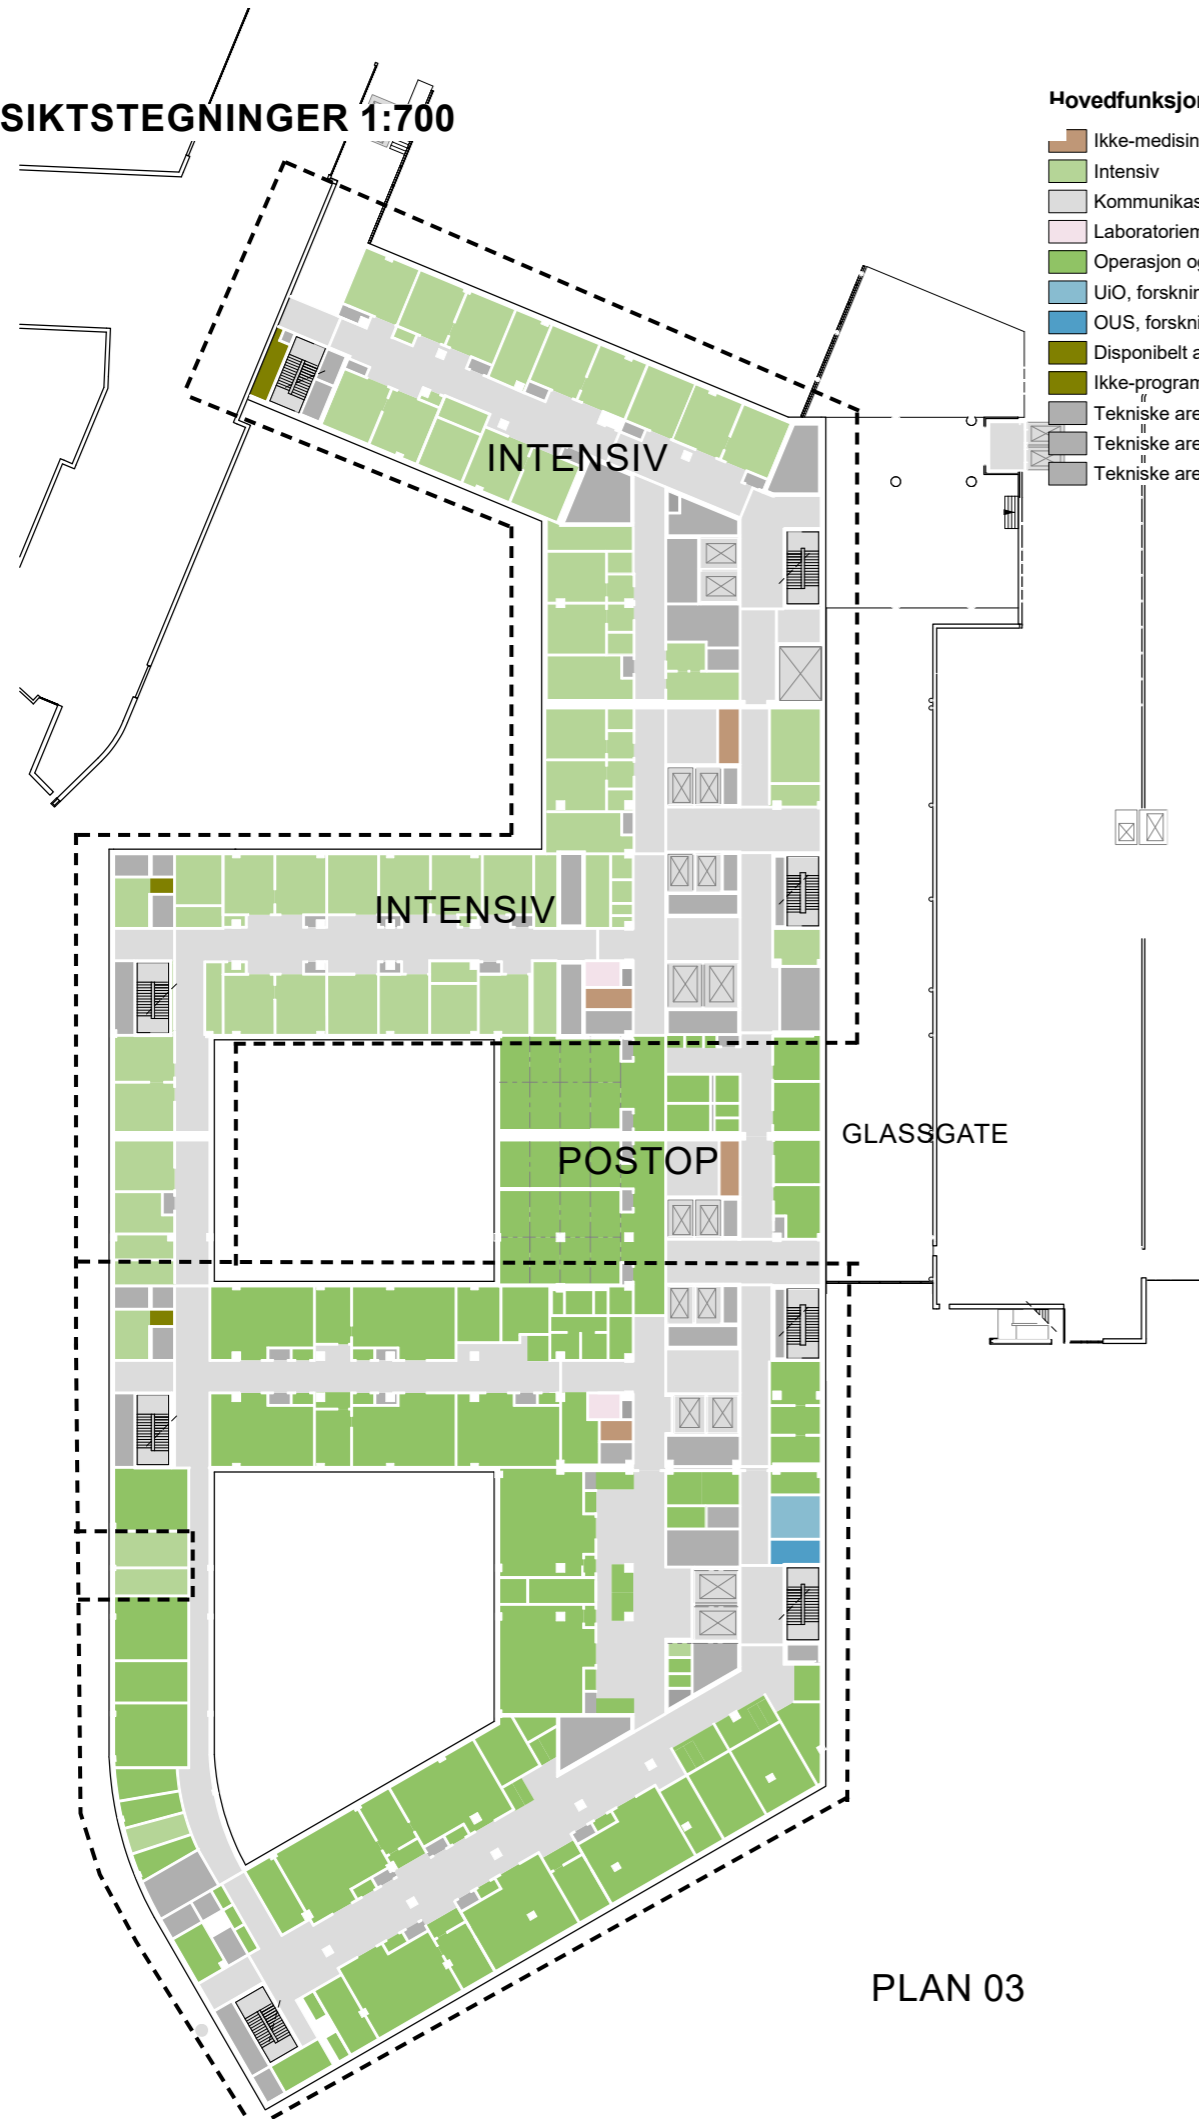 SIKTSTEGNINGER 1:700
Hovedfunksjon
Ikke-medisin
Intensiv
Kommunikas
Laboratoriem
Operasjon og
UiO, forsknin
OUS, forskni
Disponibelt a
Ikke-program
Tekniske are
Tekniske are
Tekniske are
INTENSIV
INTENSIV
GLASSGATE
POSTOP
PLAN 03